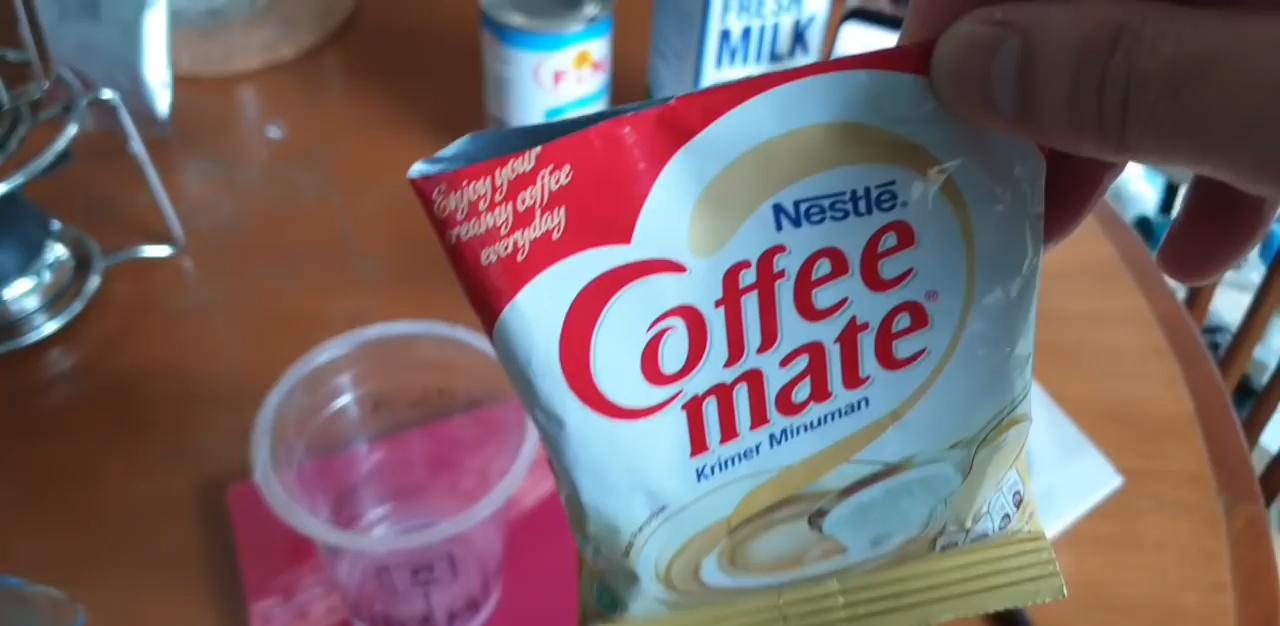 FRESH
MILK
Enjoy your
creamy coffee
everyday
Nestlé®
Coffee
mate®
Krimer Minuman